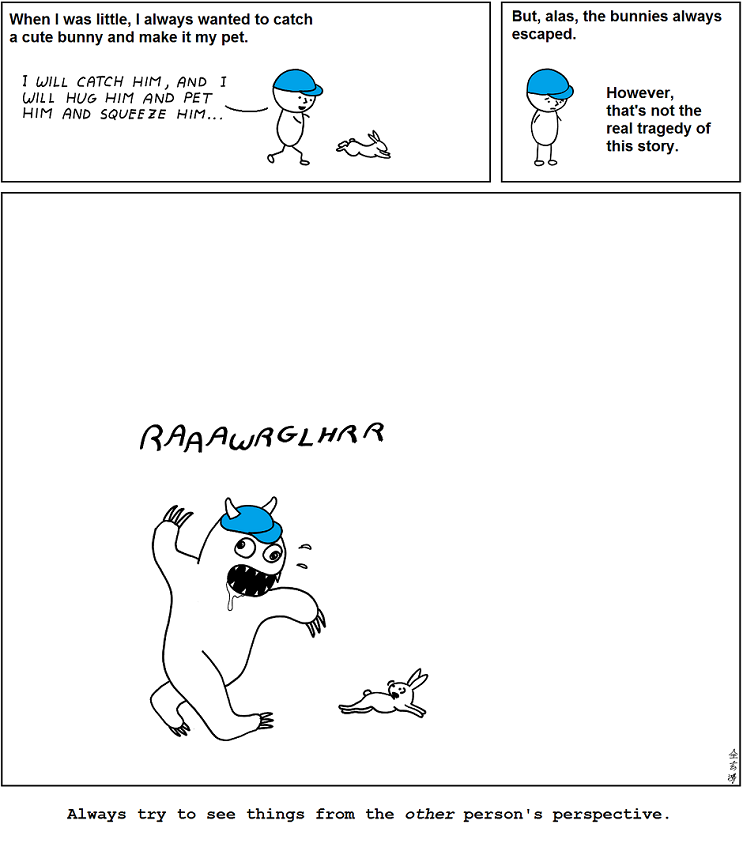 When I was little, I always wanted to catch
a cute bunny and make it my pet.
I WILL CATCH HIM, AND I
WILL HUG HIM AND PET
HIM AND SQUEEZE HIM...
But, alas, the bunnies always
escaped.
However,
that's not the
real tragedy of
this story.
RAAAWRGLHRR
Always try to see things from the other person's perspective.